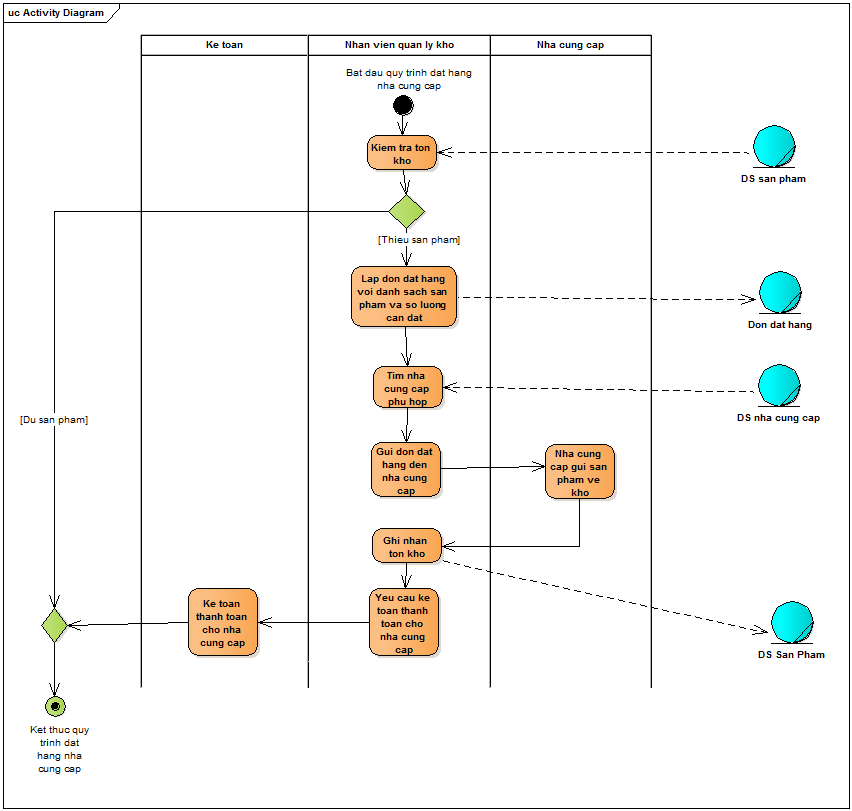 uc Activity Diagram
Ke toan
Nhan vien quan ly kho
Nha cung cap
Bat dau quy trinh dat hang
nha cung cap
Kiem tra ton
kho
DS san pham
[Thieu san pham]
Lap don dat hang
voi danh sach san
pham va so luong
can dat
Don dat hang
Tim nha
cung cap
phu hop
DS nha cung cap
[Du san pham]
Gui don dat
hang den
nha cung
cap
Nha cung
cap gui san
pham ve
kho
Ghi nhan
ton kho
Ke toan
thanh toan
cho nha
cung cap
Yeu cau ke
toan thanh
toan cho
nha cung
cap
DS San Pham
Ket thuc quy
trinh dat
hang nha
cung cap